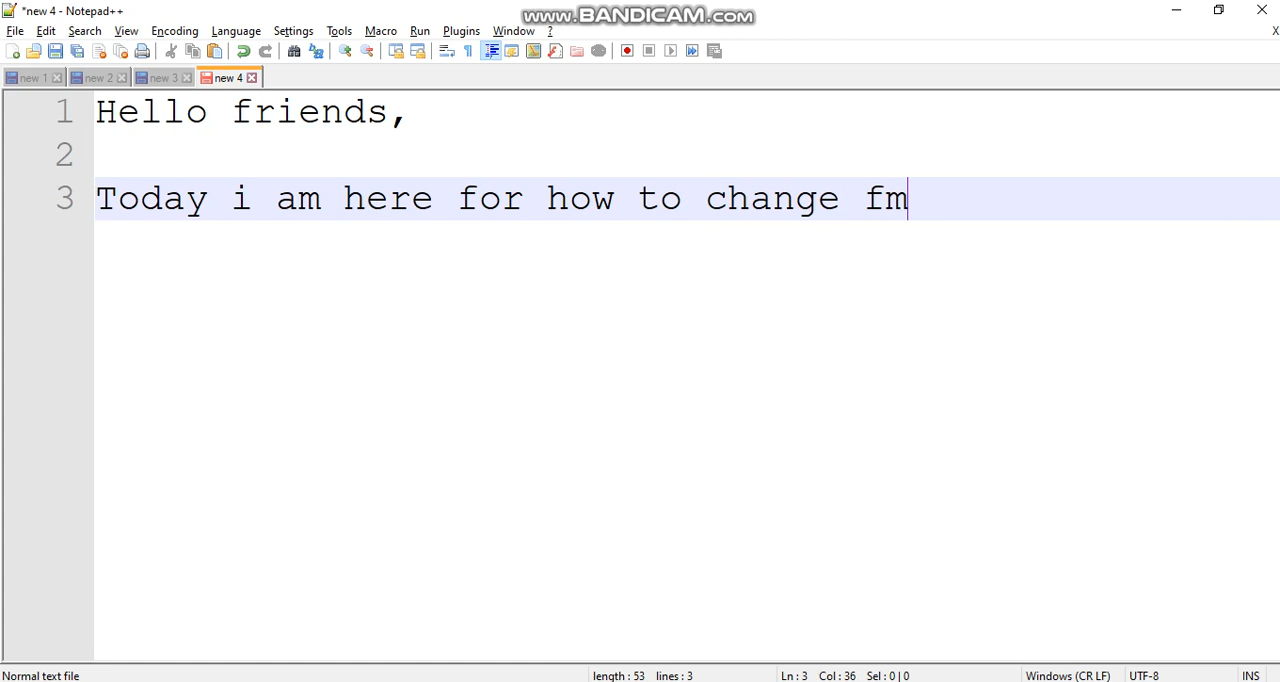 *new 4 - Notepad++
www.BANDICAM.com
File Edit Search View Encoding Language Settings Tools Macro Run Plugins Window ? X
new 1 new 2 new 3 new 4
1 Hello friends,
2
3 Today i am here for how to change fm
Normal text file length : 53 lines : 3 Ln : 3 Col : 36 Sel : 0 | 0 Windows (CR LF) UTF-8 INS